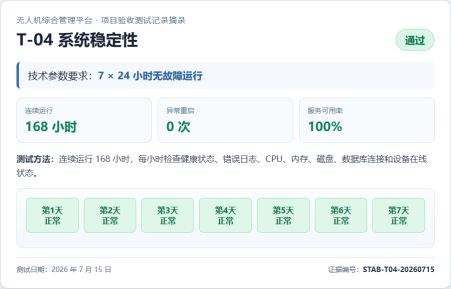 无人机综合管理平台 · 项目验收测试记录摘录
T-04 系统稳定性
通过
技术参数要求：7 × 24 小时无故障运行
连续运行
168 小时
异常重启
0 次
服务可用率
100%
测试方法：连续运行 168 小时，每小时检查健康状态、错误日志、CPU、内存、磁盘、数据库连接和设备在线
状态。
第1天
正常
第2天
正常
第3天
正常
第4天
正常
第5天
正常
第6天
正常
第7天
正常
测试日期：2026 年 7 月 15 日
证据编号：STAB-T04-20260715